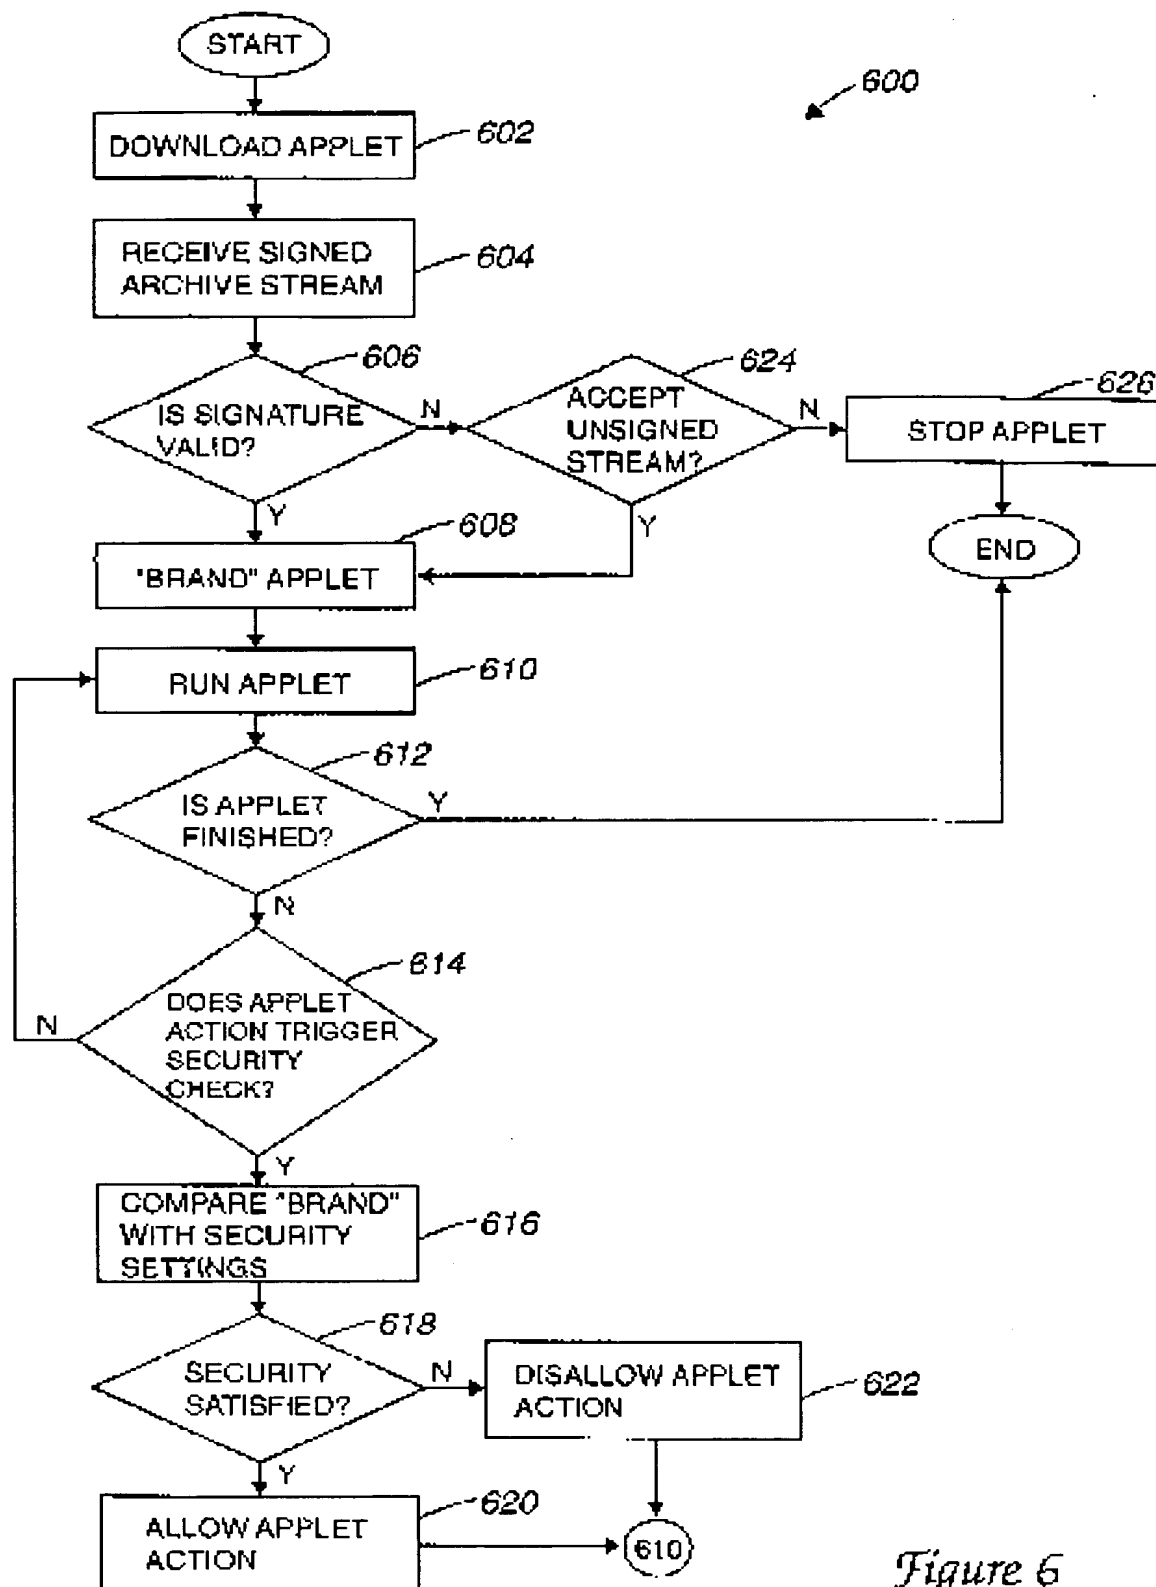 START
600
DOWNLOAD APPLET
602
RECEIVE SIGNED
ARCHIVE STREAM
604
606
IS SIGNATURE
VALID?
N
Y
624
ACCEPT
UNSIGNED
STREAM?
N
Y
626
STOP APPLET
END
608
"BRAND" APPLET
RUN APPLET
610
612
IS APPLET
FINISHED?
Y
N
614
DOES APPLET
ACTION TRIGGER
SECURITY
CHECK?
N
Y
COMPARE "BRAND"
WITH SECURITY
SETTINGS
616
618
SECURITY
SATISFIED?
N
Y
DISALLOW APPLET
ACTION
622
620
ALLOW APPLET
ACTION
610
Figure 6